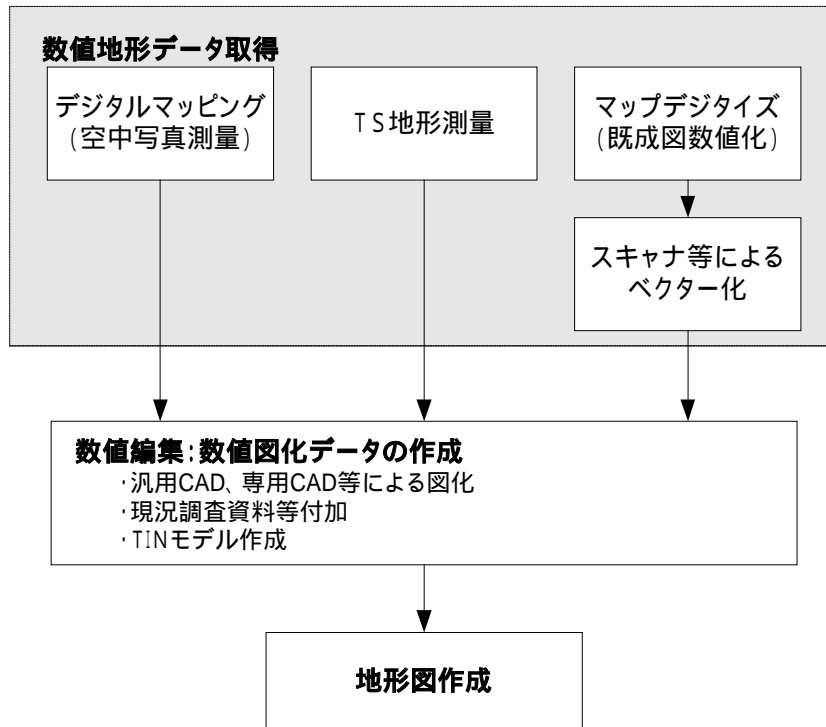 数値地形データ取得
デジタルマッピング
(空中写真測量)
TS地形測量
マップデジタイズ
(既成図数値化)
スキャナ等による
ベクター化
数値編集:数値図化データの作成
・汎用CAD、専用CAD等による図化
・現況調査資料等付加
・TINモデル作成
地形図作成